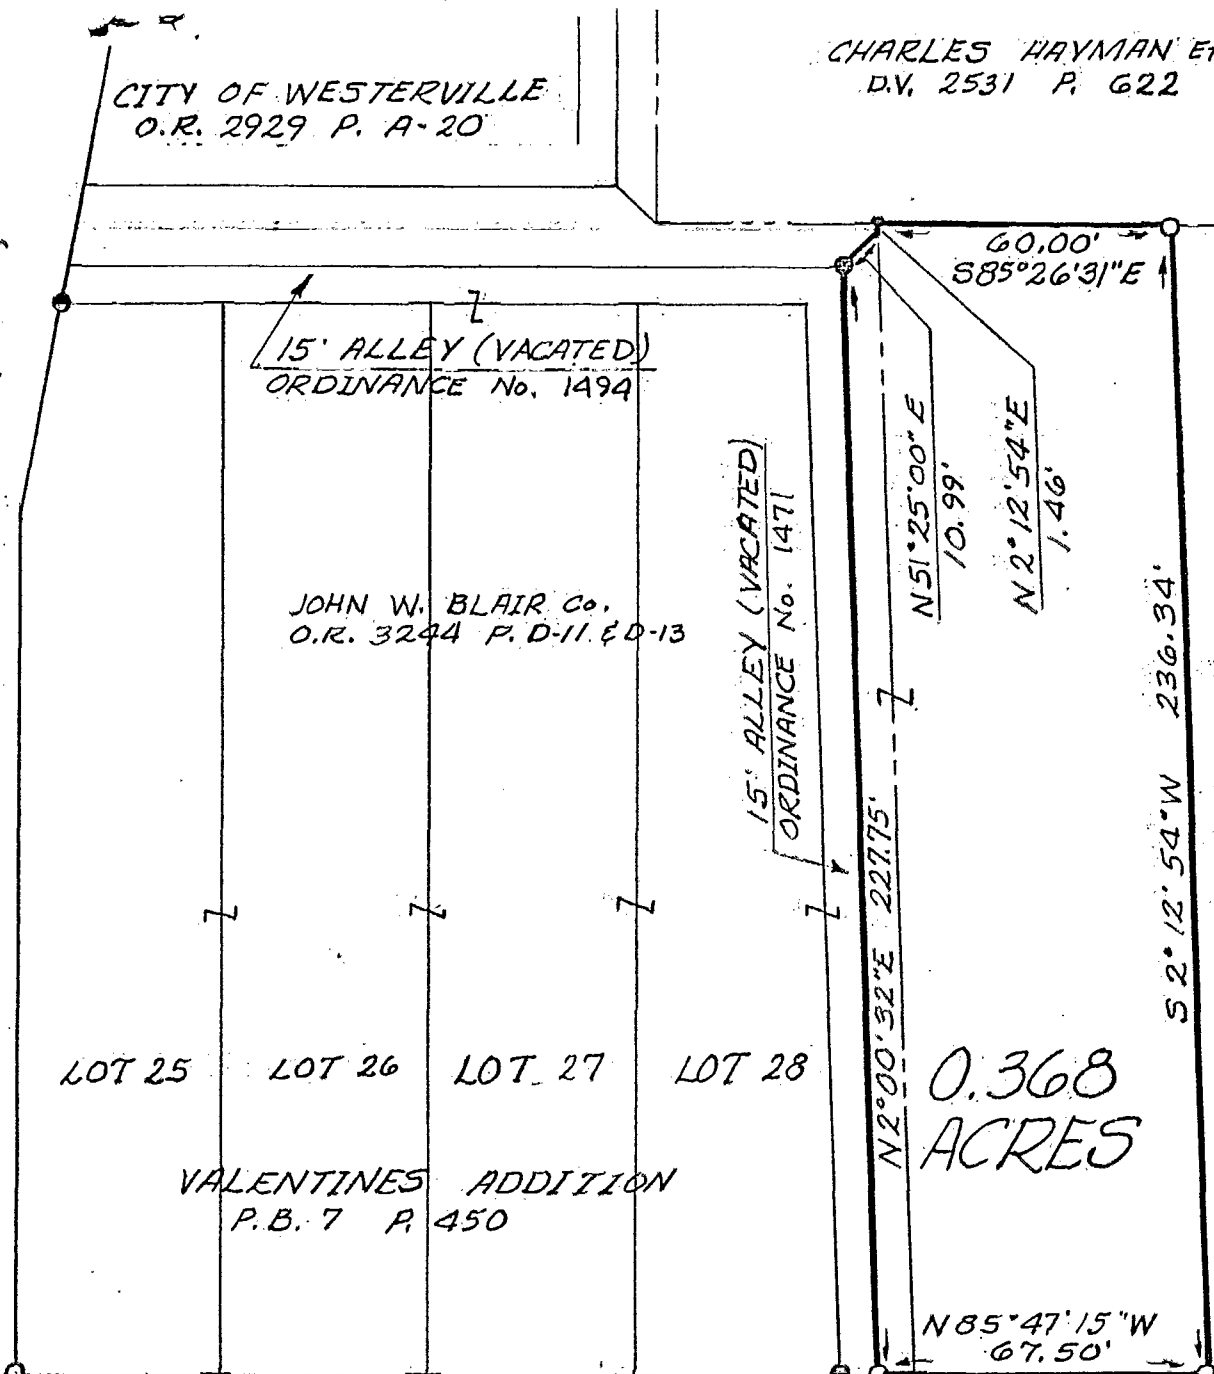 CITY OF WESTERVILLE
O.R. 2929 P. A-20
CHARLES HAYMAN Et
D.V. 2531 P. 622
60.00'
S85°26'31"E
15' ALLEY (VACATED)
ORDINANCE No. 1494
N51°25'00"E
10.99'
N2°12'54"E
1.46'
15' ALLEY (VACATED)
ORDINANCE No. 1471
JOHN W. BLAIR Co.
O.R. 3244 P. D-11 & D-13
S2°12'54"W 236.34'
N2°00'32"E 227.75'
LOT 25
LOT 26
LOT 27
LOT 28
0.368
ACRES
VALENTINES ADDITION
P.B. 7 P. 450
N85°47'15"W
67.50'